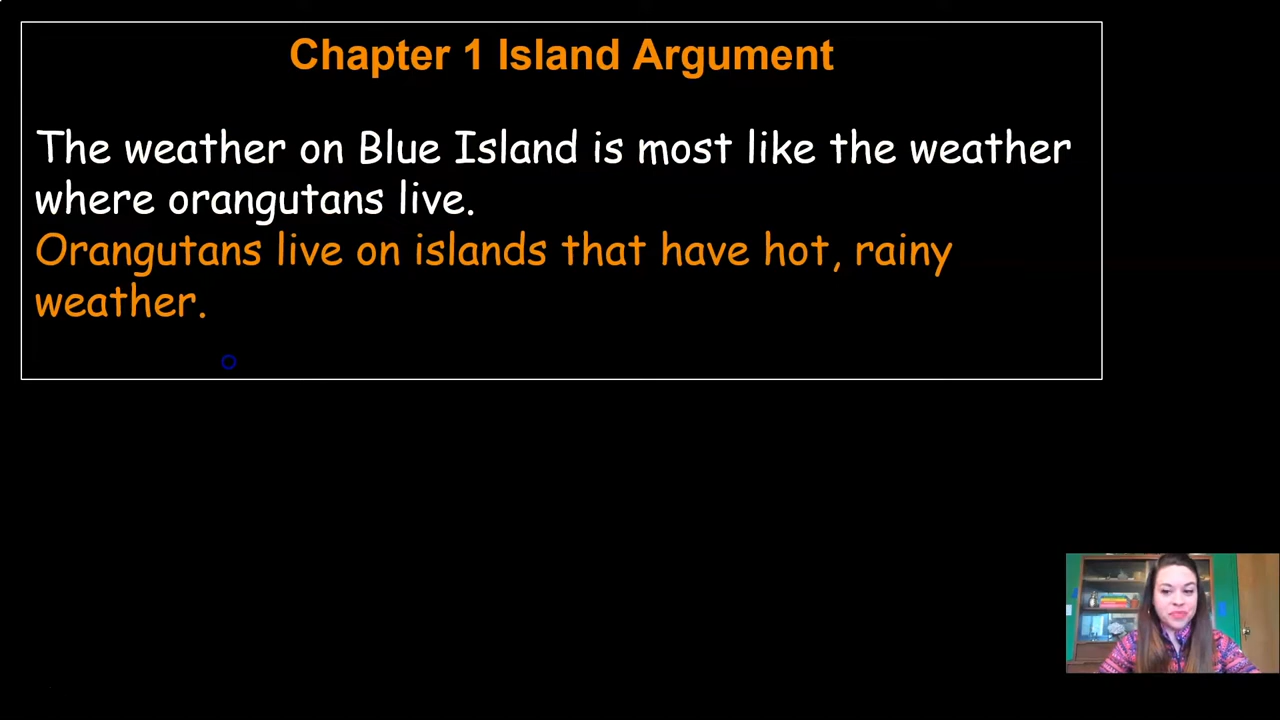 Chapter 1 Island Argument
The weather on Blue Island is most like the weather
where orangutans live.
Orangutans live on islands that have hot, rainy
weather.